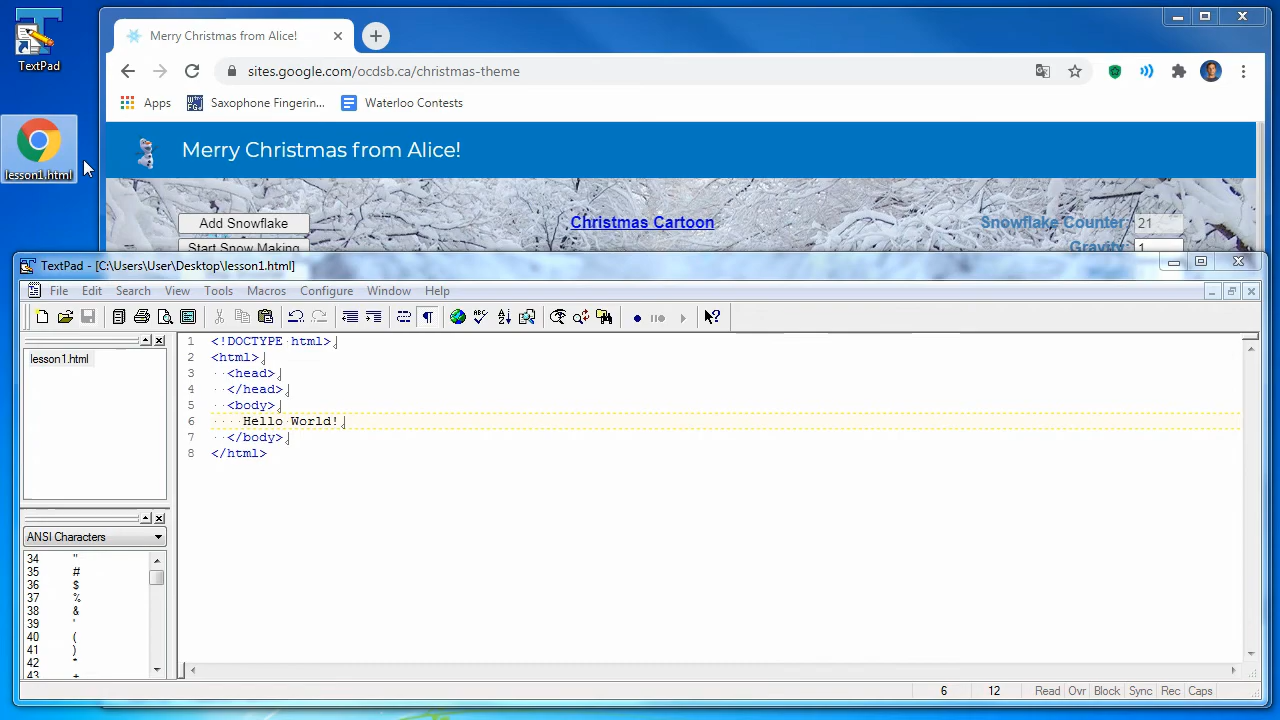 TextPad
lesson1.html
Merry Christmas from Alice!
sites.google.com/ocdsb.ca/christmas-theme
Apps
Saxophone Fingerin...
Waterloo Contests
Merry Christmas from Alice!
Add Snowflake
Christmas Cartoon
Snowflake Counter: 21
Start Snow Making
Gravity: 1
TextPad - [C:\Users\User\Desktop\lesson1.html]
File Edit Search View Tools Macros Configure Window Help
lesson1.html
1 <!DOCTYPE html>
2 <html>
3 <head>
4 </head>
5 <body>
6 Hello World!
7 </body>
8 </html>
ANSI Characters
34 "
35 #
36 $
37 %
38 &
39 '
40 (
41 )
42 *
43 +
6 12 Read Ovr Block Sync Rec Caps